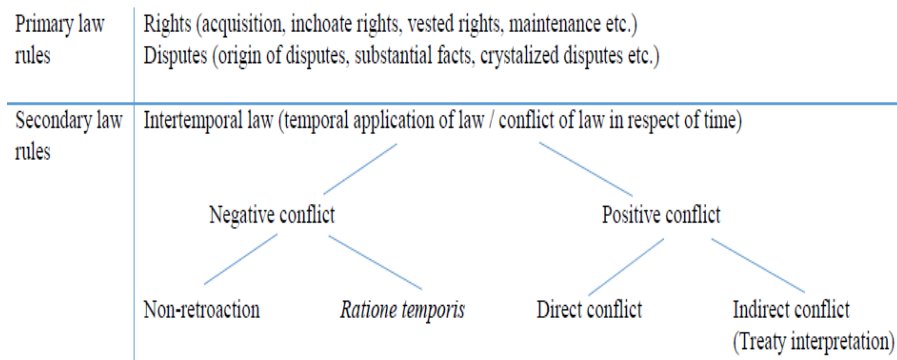 Primary law rules
Rights (acquisition, inchoate rights, vested rights, maintenance etc.)
Disputes (origin of disputes, substantial facts, crystalized disputes etc.)
Secondary law rules
Intertemporal law (temporal application of law / conflict of law in respect of time)
Negative conflict
Positive conflict
Non-retroaction
Ratione temporis
Direct conflict
Indirect conflict
(Treaty interpretation)